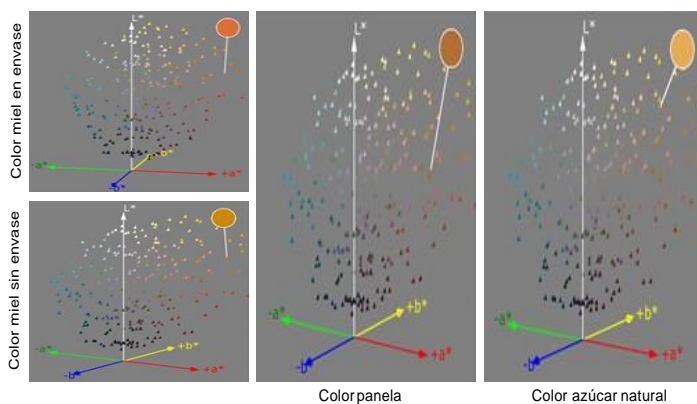 Color miel en envase
L*
-a*
+b*
-b*
+a*
Color miel sin envase
L*
-a*
+b*
-b
+a*
L*
-a*
+b*
-b
+a*
Color panela
L*
-a*
+b*
-b
+a*
Color azúcar natural